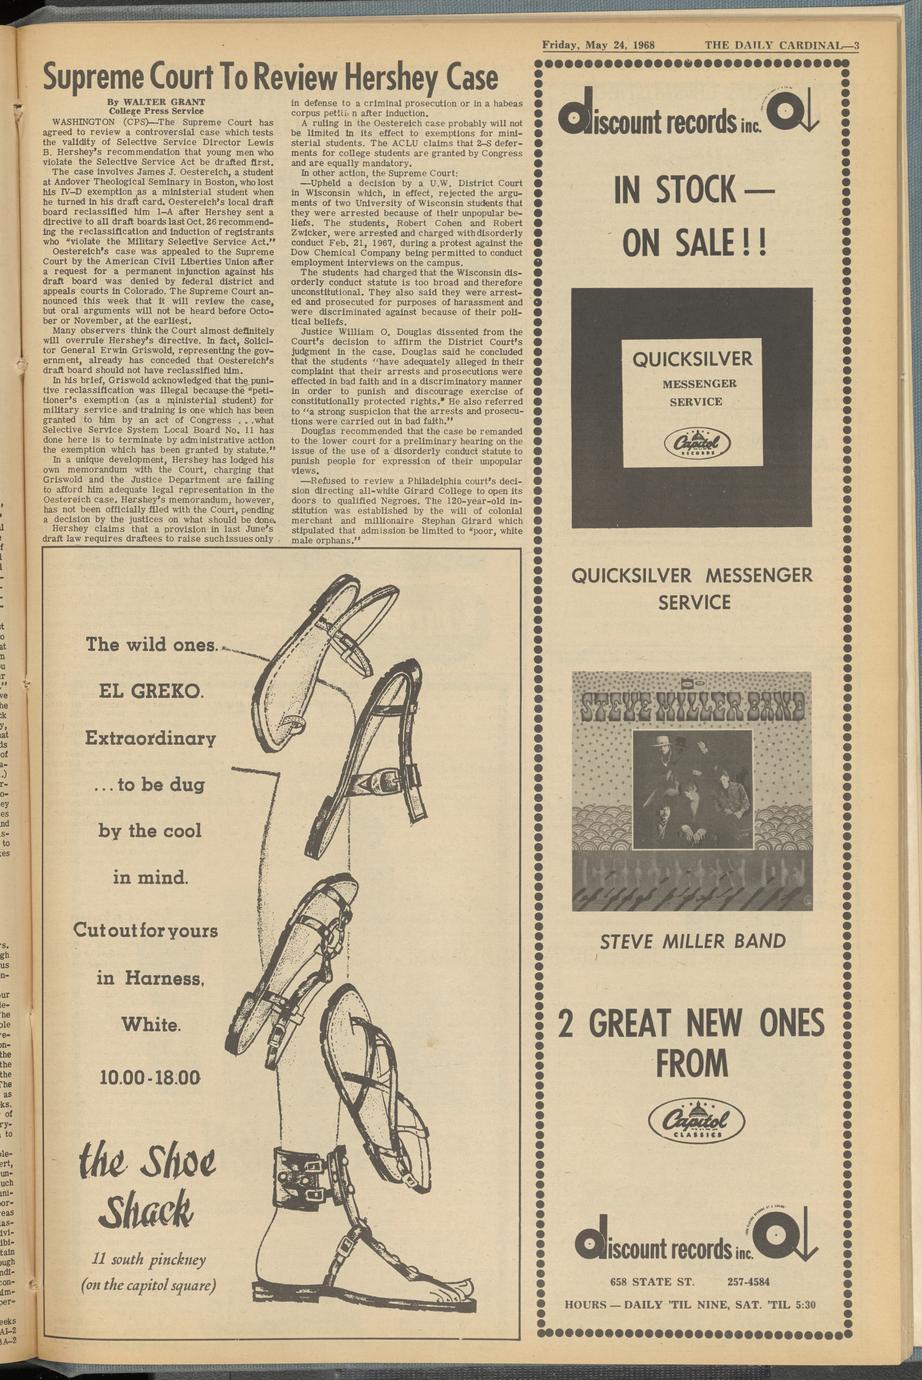 Friday, May 24, 1968
THE DAILY CARDINAL—3
Supreme Court To Review Hershey Case
By WALTER GRANT
College Press Service
WASHINGTON (CPS)—The Supreme Court has
agreed to review a controversial case which tests
the validity of Selective Service Director Lewis
B. Hershey's recommendation that young men who
violate the Selective Service Act be drafted first.
The case involves James J. Oestereich, a student
at Andover Theological Seminary in Boston, who lost
his IV-D exemption as a ministerial student when
he turned in his draft card. Oestereich's local draft
board reclassified him 1-A after Hershey sent a
directive to all draft boards last Oct. 26 recommend-
ing the reclassification and induction of registrants
who "violate the Military Selective Service Act."
Oestereich's case was appealed to the Supreme
Court by the American Civil Liberties Union after
a request for a permanent injunction against his
draft board was denied by federal district and
appeals courts in Colorado. The Supreme Court an-
nounced this week that it will review the case,
but oral arguments will not be heard before Octo-
ber or November, at the earliest.
Many observers think the Court almost definitely
will overrule Hershey's directive. In fact, Solici-
tor General Erwin Griswold, representing the gov-
ernment, already has conceded that Oestereich's
draft board should not have reclassified him.
In his brief, Griswold acknowledged that the puni-
tive reclassification was illegal because the "peti-
tioner's exemption (as a ministerial student) for
military service and training is one which has been
granted to him by an act of Congress . . . what
Selective Service System Local Board No. 11 has
done here is to terminate by administrative action
the exemption which has been granted by statute."
In a unique development, Hershey has lodged his
own memorandum with the Court, charging that
Griswold and the Justice Department are failing
to afford him adequate legal representation in the
Oestereich case. Hershey's memorandum, however,
has not been officially filed with the Court, pending
a decision by the justices on what should be done.
Hershey claims that a provision in last June's
draft law requires draftees to raise such issues only
in defense to a criminal prosecution or in a habeas
corpus petition after induction.
A ruling in the Oestereich case probably will not
be limited in its effect to exemptions for mini-
sterial students. The ACLU claims that 2-S defer-
ments for college students are granted by Congress
and are equally mandatory.
In other action, the Supreme Court:
—Upheld a decision by a U.W. District Court
in Wisconsin which, in effect, rejected the argu-
ments of two University of Wisconsin students that
they were arrested because of their unpopular be-
liefs. The students, Robert Cohen and Robert
Zwicker, were arrested and charged with disorderly
conduct Feb. 21, 1967, during a protest against the
Dow Chemical Company being permitted to conduct
employment interviews on the campus.
The students had charged that the Wisconsin dis-
orderly conduct statute is too broad and therefore
unconstitutional. They also said they were arrest-
ed and prosecuted for purposes of harassment and
were discriminated against because of their poli-
tical beliefs.
Justice William O. Douglas dissented from the
Court's decision to affirm the District Court's
judgment in the case. Douglas said he concluded
that the students "have adequately alleged in their
complaint that their arrests and prosecutions were
effected in bad faith and in a discriminatory manner
in order to punish and discourage exercise of
constitutionally protected rights." He also referred
to "a strong suspicion that the arrests and prosecu-
tions were carried out in bad faith."
Douglas recommended that the case be remanded
to the lower court for a preliminary hearing on the
issue of the use of a disorderly conduct statute to
punish people for expression of their unpopular
views.
—Refused to review a Philadelphia court's deci-
sion directing all-white Girard College to open its
doors to qualified Negroes. The 120-year-old in-
stitution was established by the will of colonial
merchant and millionaire Stephan Girard which
stipulated that admission be limited to "poor, white
male orphans."
The wild ones.
EL GREKO.
Extraordinary
. . . to be dug
by the cool
in mind.
Cut out for yours
in Harness,
White.
10.00-18.00
the Shoe
Shack
11 south pinckney
(on the capitol square)
discount records inc.
IN STOCK —
ON SALE!!
QUICKSILVER
MESSENGER
SERVICE
Capitol
RECORDS
QUICKSILVER MESSENGER
SERVICE
STEVE MILLER BAND
STEVE MILLER BAND
2 GREAT NEW ONES
FROM
Capitol
CLASSICS
discount records inc.
658 STATE ST. 257-4584
HOURS — DAILY 'TIL NINE, SAT. 'TIL 5:30